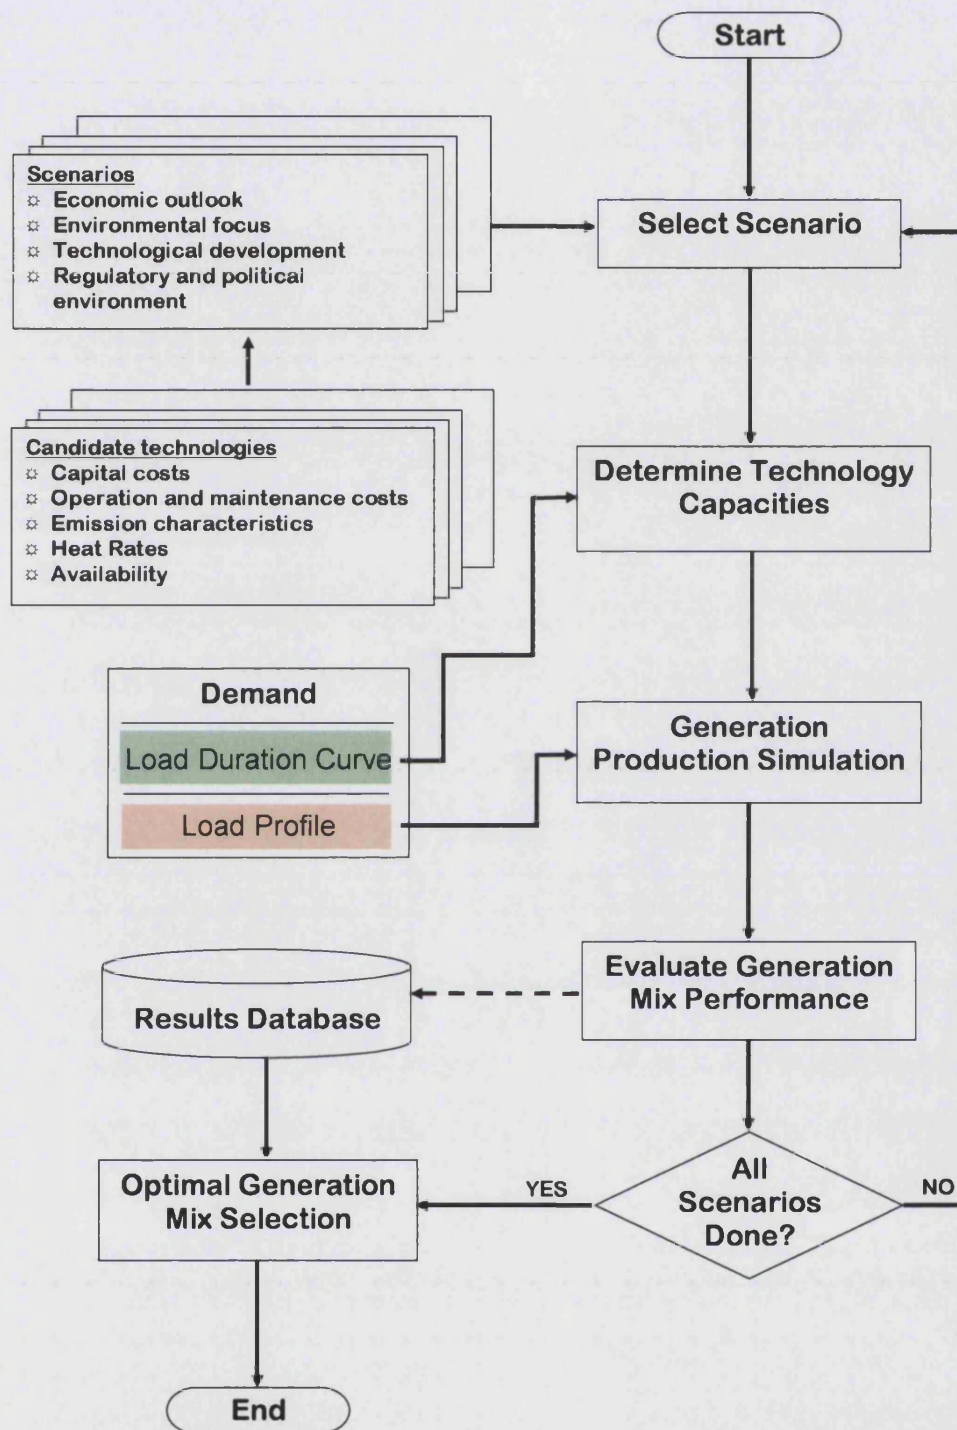 Start
Scenarios
¤ Economic outlook
¤ Environmental focus
¤ Technological development
¤ Regulatory and political
environment
Select Scenario
Candidate technologies
¤ Capital costs
¤ Operation and maintenance costs
¤ Emission characteristics
¤ Heat Rates
¤ Availability
Determine Technology
Capacities
Demand
Load Duration Curve
Load Profile
Generation
Production Simulation
Evaluate Generation
Mix Performance
Results Database
All
Scenarios
Done?
YES
NO
Optimal Generation
Mix Selection
End